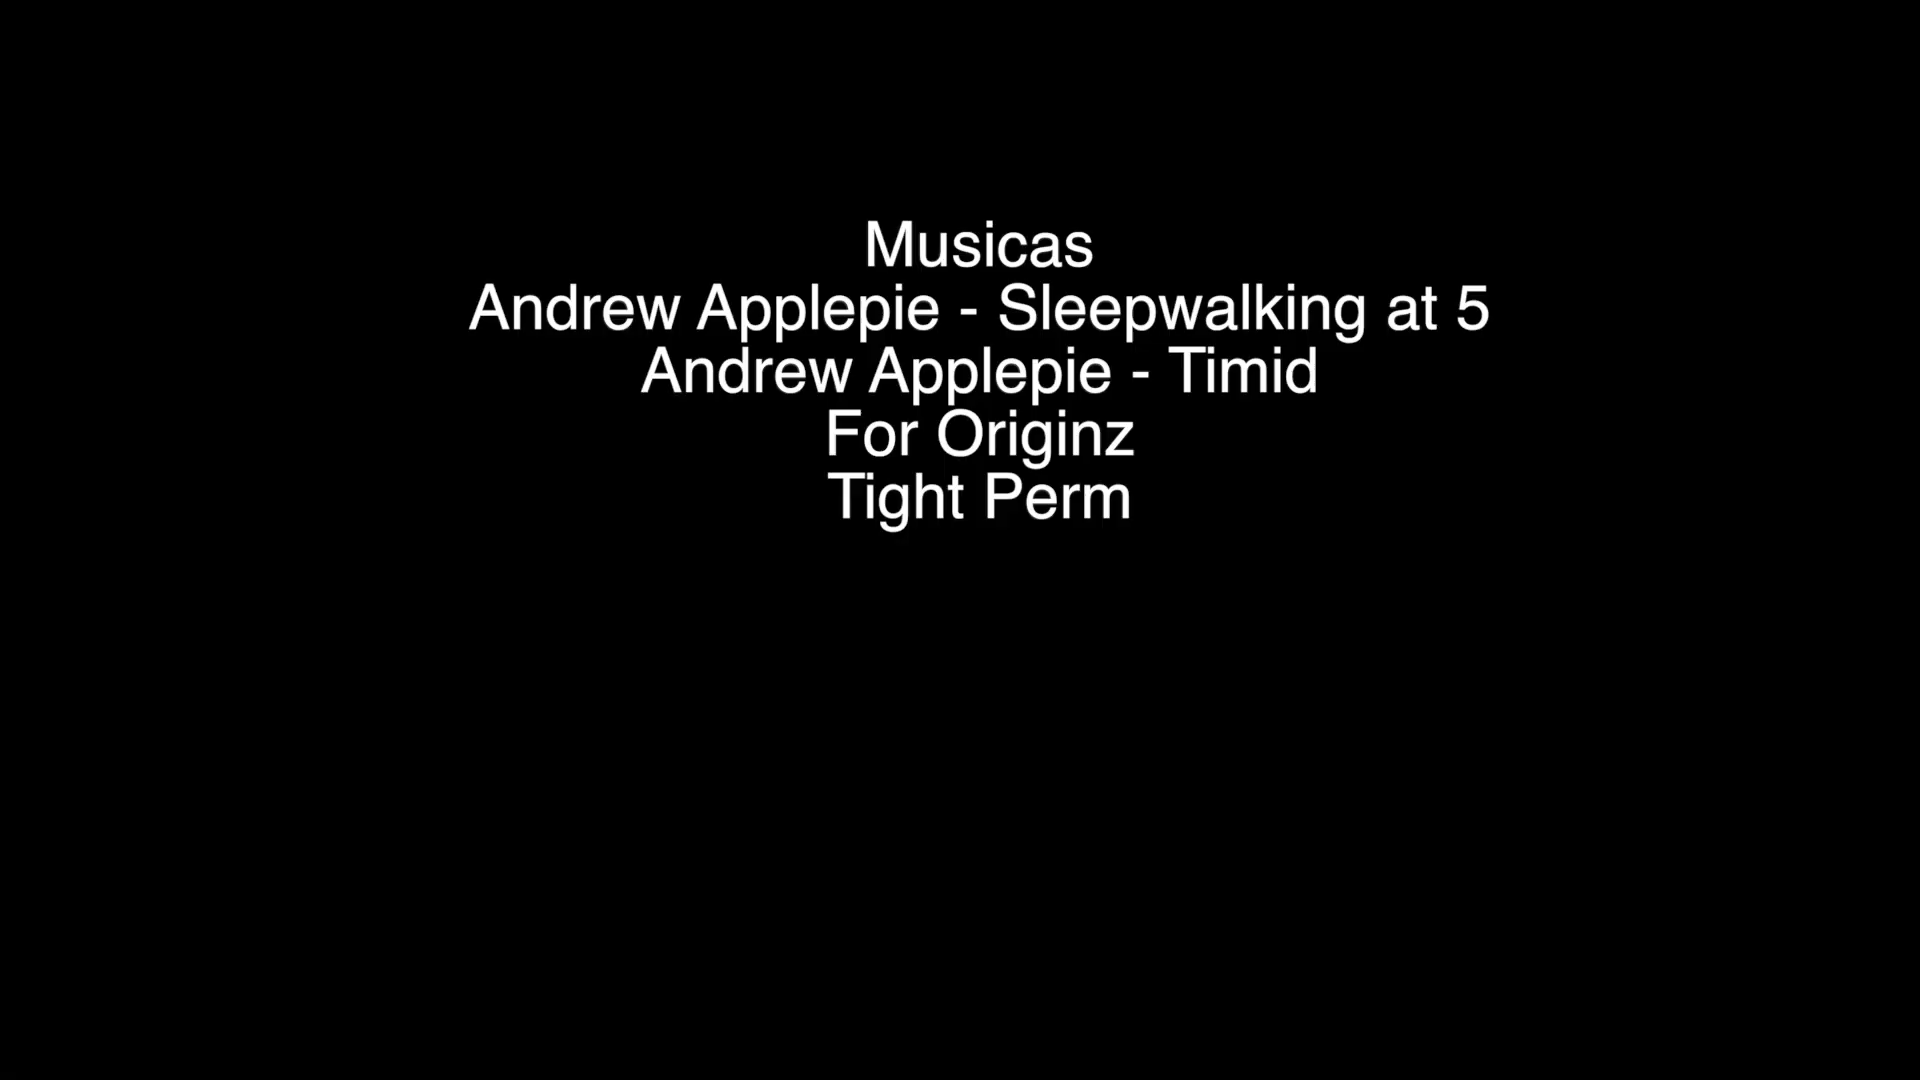 Musicas
Andrew Applepie - Sleepwalking at 5
Andrew Applepie - Timid
For Originz
Tight Perm